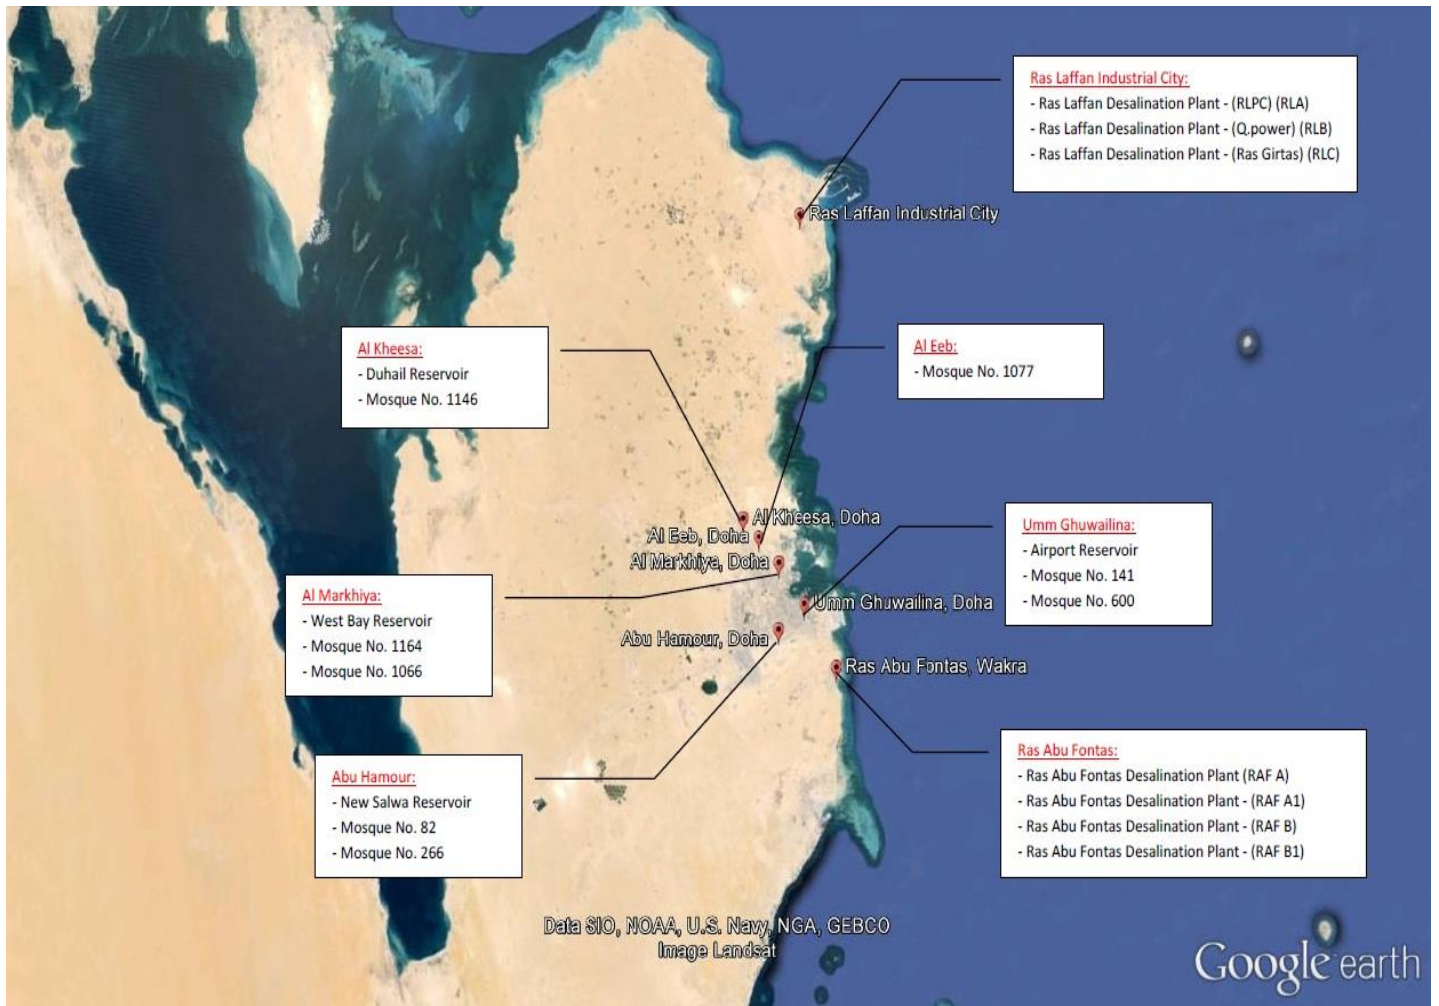 Ras Laffan Industrial City:
- Ras Laffan Desalination Plant - (RLPC) (RLA)
- Ras Laffan Desalination Plant - (Q.power) (RLB)
- Ras Laffan Desalination Plant - (Ras Girtas) (RLC)
Ras Laffan Industrial City
Al Kheesa:
- Duhail Reservoir
- Mosque No. 1146
Al Eeb:
- Mosque No. 1077
Al Kheesa, Doha
Al Eeb, Doha
Al Markhiya, Doha
Umm Ghuwailina, Doha
Abu Hamour, Doha
Ras Abu Fontas, Wakra
Umm Ghuwailina:
- Airport Reservoir
- Mosque No. 141
- Mosque No. 600
Al Markhiya:
- West Bay Reservoir
- Mosque No. 1164
- Mosque No. 1066
Abu Hamour:
- New Salwa Reservoir
- Mosque No. 82
- Mosque No. 266
Ras Abu Fontas:
- Ras Abu Fontas Desalination Plant (RAF A)
- Ras Abu Fontas Desalination Plant - (RAF A1)
- Ras Abu Fontas Desalination Plant - (RAF B)
- Ras Abu Fontas Desalination Plant - (RAF B1)
Data SIO, NOAA, U.S. Navy, NGA, GEBCO
Image Landsat
Google earth